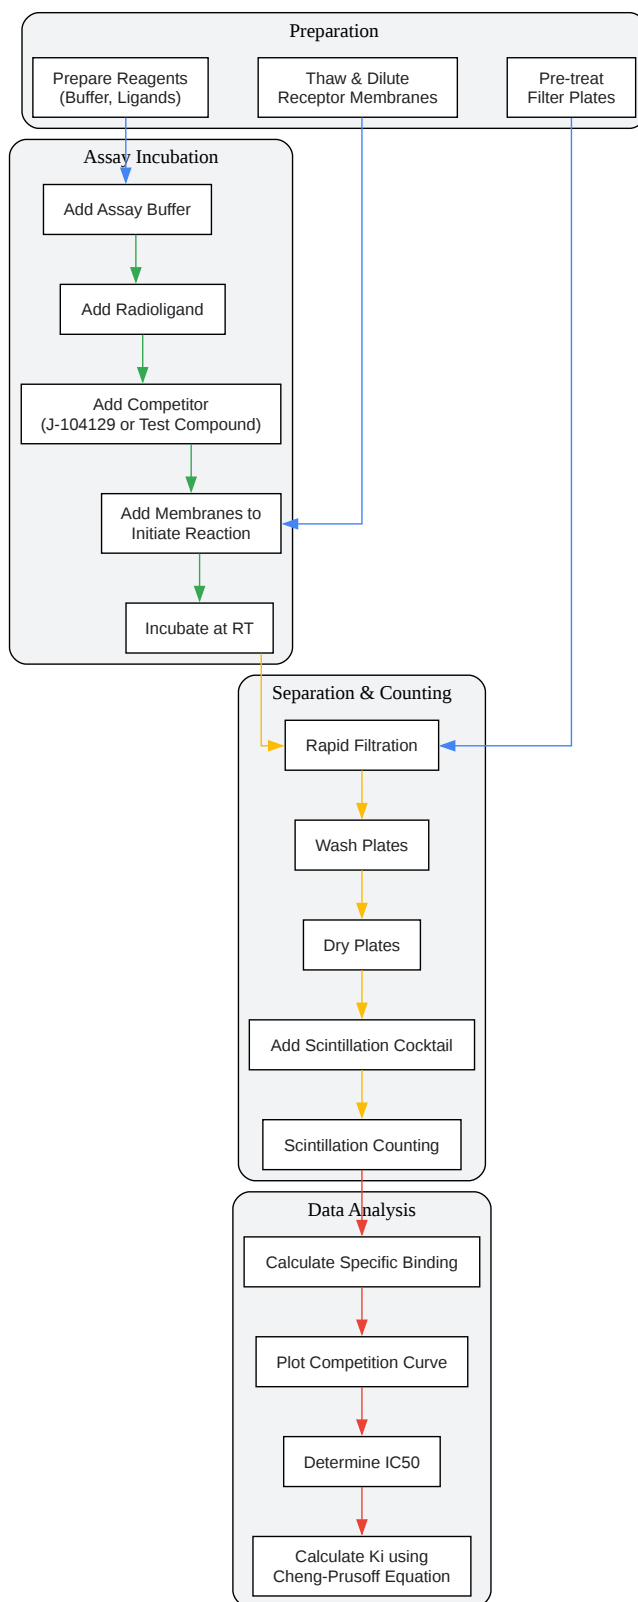 Preparation
Prepare Reagents
(Buffer, Ligands)
Thaw & Dilute
Receptor Membranes
Pre-treat
Filter Plates
Assay Incubation
Add Assay Buffer
Add Radioligand
Add Competitor
(J-104129 or Test Compound)
Add Membranes to
Initiate Reaction
Incubate at RT
Separation & Counting
Rapid Filtration
Wash Plates
Dry Plates
Add Scintillation Cocktail
Scintillation Counting
Data Analysis
Calculate Specific Binding
Plot Competition Curve
Determine IC50
Calculate Ki using
Cheng-Prusoff Equation